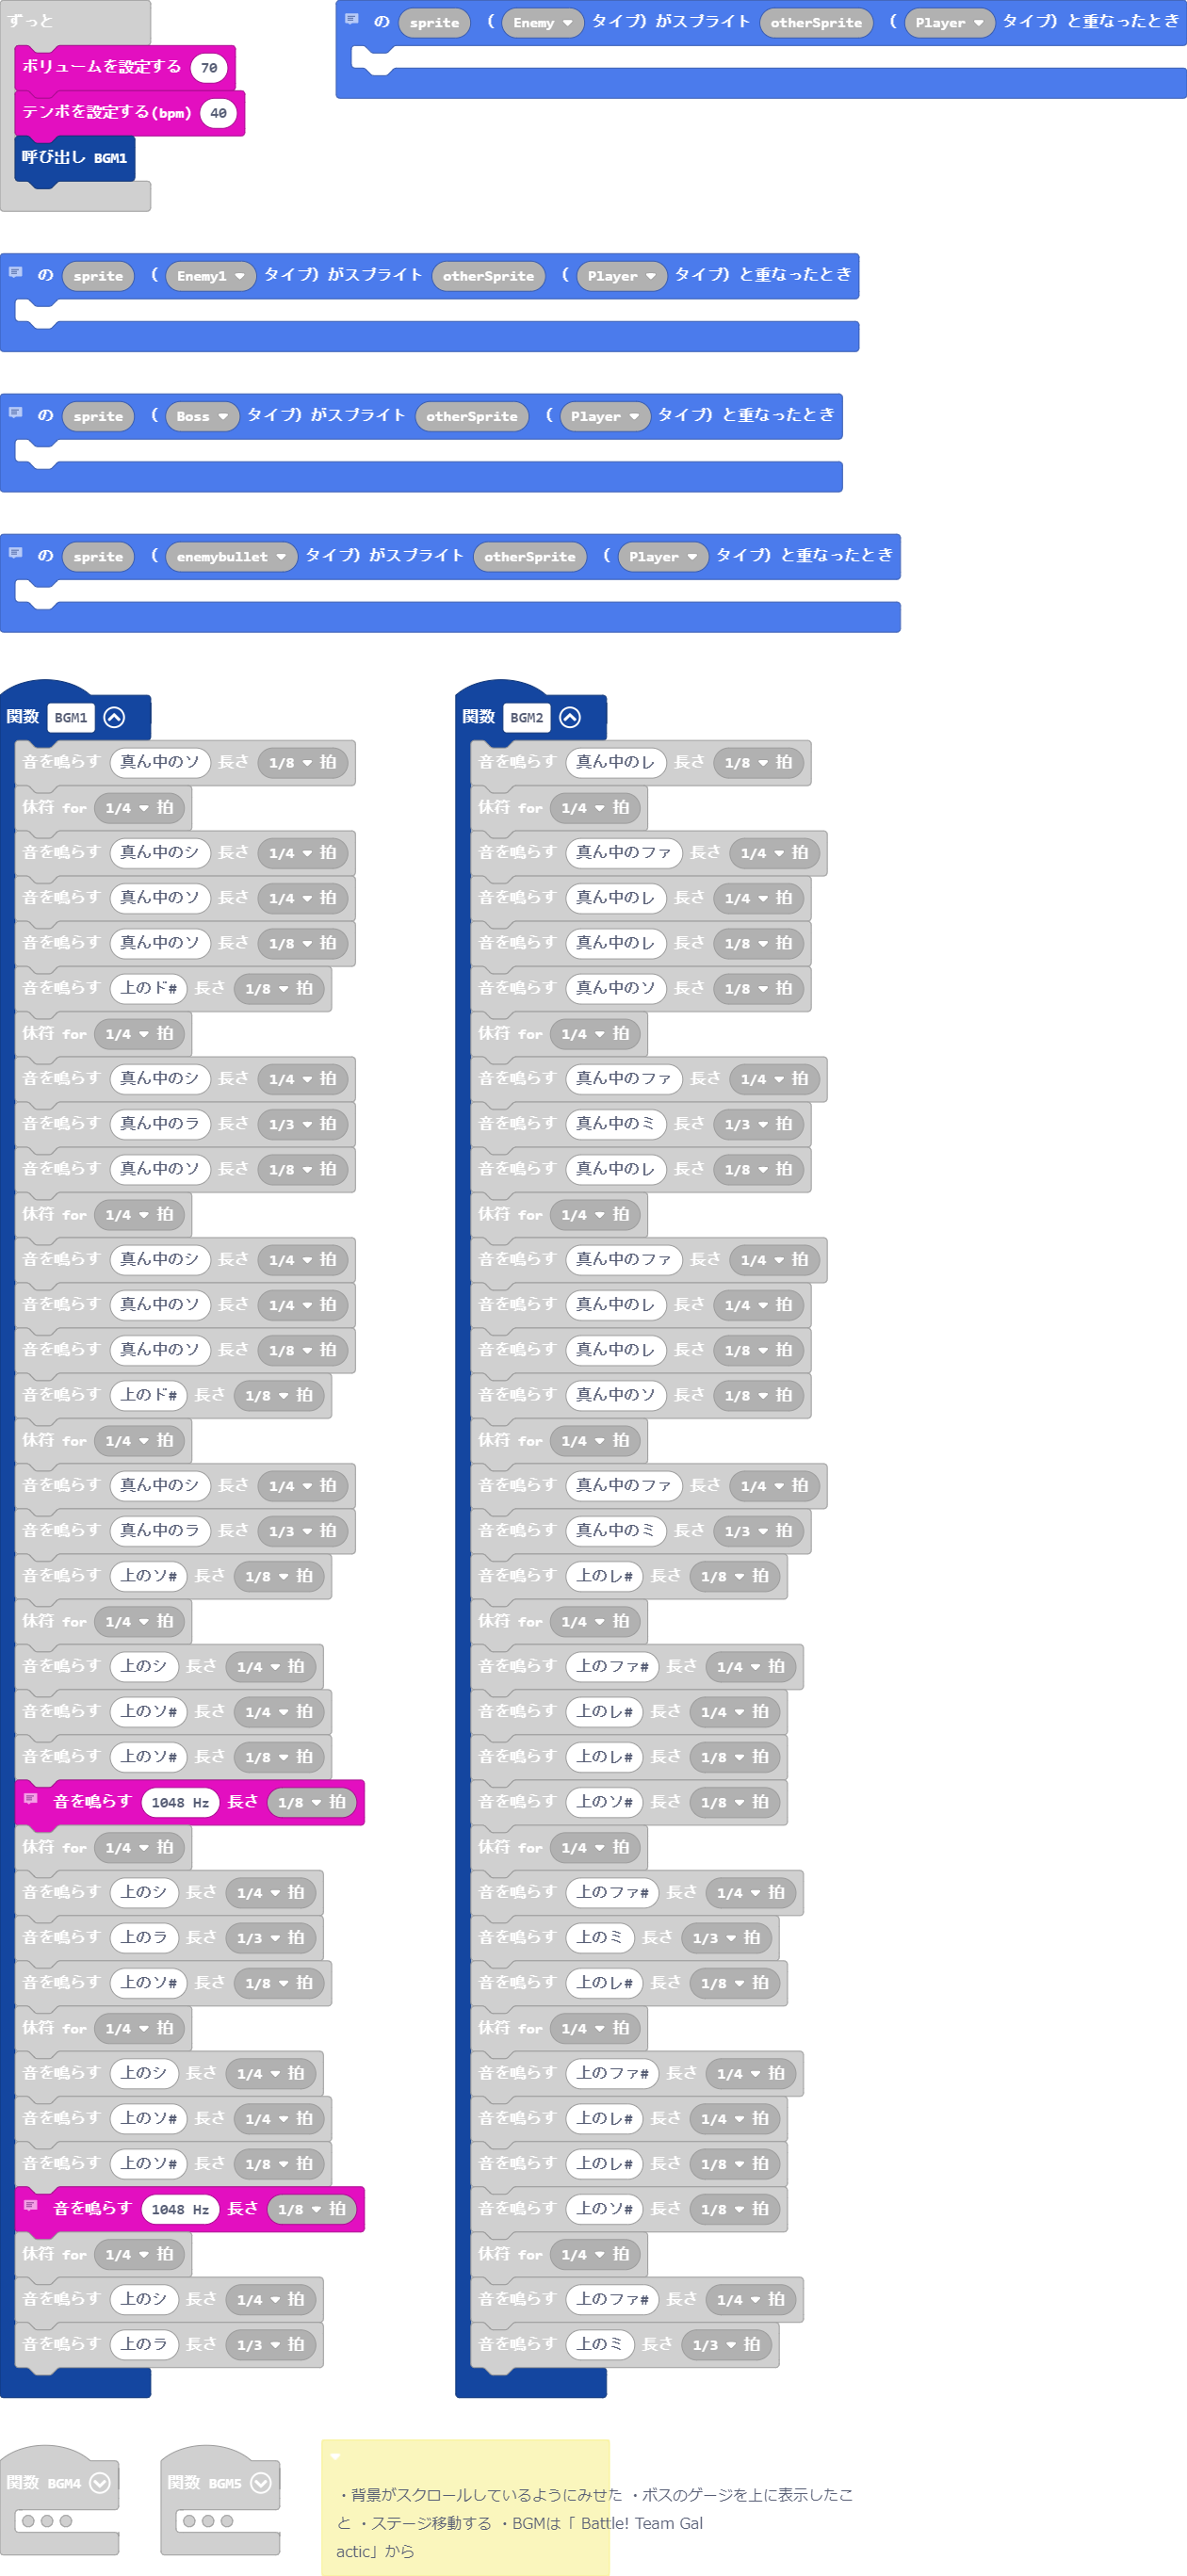 ずっと
ボリュームを設定する 70
テンポを設定する(bpm) 40
呼び出し BGM1
の sprite ( Enemy タイプ) がスプライト otherSprite ( Player タイプ) と重なったとき
の sprite ( Enemy1 タイプ) がスプライト otherSprite ( Player タイプ) と重なったとき
の sprite ( Boss タイプ) がスプライト otherSprite ( Player タイプ) と重なったとき
の sprite ( enemybullet タイプ) がスプライト otherSprite ( Player タイプ) と重なったとき
関数 BGM1
音を鳴らす 真ん中のソ 長さ 1/8 拍
休符 for 1/4 拍
音を鳴らす 真ん中のシ 長さ 1/4 拍
音を鳴らす 真ん中のソ 長さ 1/4 拍
音を鳴らす 真ん中のソ 長さ 1/8 拍
音を鳴らす 上のド# 長さ 1/8 拍
休符 for 1/4 拍
音を鳴らす 真ん中のシ 長さ 1/4 拍
音を鳴らす 真ん中のラ 長さ 1/3 拍
音を鳴らす 真ん中のソ 長さ 1/8 拍
休符 for 1/4 拍
音を鳴らす 真ん中のシ 長さ 1/4 拍
音を鳴らす 真ん中のソ 長さ 1/4 拍
音を鳴らす 真ん中のソ 長さ 1/8 拍
音を鳴らす 上のド# 長さ 1/8 拍
休符 for 1/4 拍
音を鳴らす 真ん中のシ 長さ 1/4 拍
音を鳴らす 真ん中のラ 長さ 1/3 拍
音を鳴らす 上のソ# 長さ 1/8 拍
休符 for 1/4 拍
音を鳴らす 上のシ 長さ 1/4 拍
音を鳴らす 上のソ# 長さ 1/4 拍
音を鳴らす 上のソ# 長さ 1/8 拍
音を鳴らす 1048 Hz 長さ 1/8 拍
休符 for 1/4 拍
音を鳴らす 上のシ 長さ 1/4 拍
音を鳴らす 上のラ 長さ 1/3 拍
音を鳴らす 上のソ# 長さ 1/8 拍
休符 for 1/4 拍
音を鳴らす 上のシ 長さ 1/4 拍
音を鳴らす 上のソ# 長さ 1/4 拍
音を鳴らす 上のソ# 長さ 1/8 拍
音を鳴らす 1048 Hz 長さ 1/8 拍
休符 for 1/4 拍
音を鳴らす 上のシ 長さ 1/4 拍
音を鳴らす 上のラ 長さ 1/3 拍
関数 BGM2
音を鳴らす 真ん中のレ 長さ 1/8 拍
休符 for 1/4 拍
音を鳴らす 真ん中のファ 長さ 1/4 拍
音を鳴らす 真ん中のレ 長さ 1/4 拍
音を鳴らす 真ん中のレ 長さ 1/8 拍
音を鳴らす 真ん中のソ 長さ 1/8 拍
休符 for 1/4 拍
音を鳴らす 真ん中のファ 長さ 1/4 拍
音を鳴らす 真ん中のミ 長さ 1/3 拍
音を鳴らす 真ん中のレ 長さ 1/8 拍
休符 for 1/4 拍
音を鳴らす 真ん中のファ 長さ 1/4 拍
音を鳴らす 真ん中のレ 長さ 1/4 拍
音を鳴らす 真ん中のレ 長さ 1/8 拍
音を鳴らす 真ん中のソ 長さ 1/8 拍
休符 for 1/4 拍
音を鳴らす 真ん中のファ 長さ 1/4 拍
音を鳴らす 真ん中のミ 長さ 1/3 拍
音を鳴らす 上のレ# 長さ 1/8 拍
休符 for 1/4 拍
音を鳴らす 上のファ# 長さ 1/4 拍
音を鳴らす 上のレ# 長さ 1/4 拍
音を鳴らす 上のレ# 長さ 1/8 拍
音を鳴らす 上のソ# 長さ 1/8 拍
休符 for 1/4 拍
音を鳴らす 上のファ# 長さ 1/4 拍
音を鳴らす 上のミ 長さ 1/3 拍
音を鳴らす 上のレ# 長さ 1/8 拍
休符 for 1/4 拍
音を鳴らす 上のファ# 長さ 1/4 拍
音を鳴らす 上のレ# 長さ 1/4 拍
音を鳴らす 上のレ# 長さ 1/8 拍
音を鳴らす 上のソ# 長さ 1/8 拍
休符 for 1/4 拍
音を鳴らす 上のファ# 長さ 1/4 拍
音を鳴らす 上のミ 長さ 1/3 拍
関数 BGM4
関数 BGM5
・背景がスクロールしているようにみせた ・ボスのゲージを上に表示したこ
と ・ステージ移動する ・BGMは「 Battle! Team Gal
actic」から